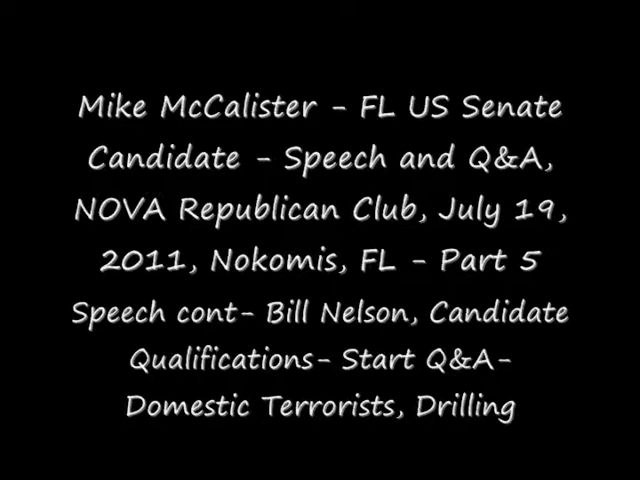 Mike McCalister - FL US Senate
Candidate - Speech and Q&A,
NOVA Republican Club, July 19,
2011, Nokomis, FL - Part 5
Speech cont- Bill Nelson, Candidate
Qualifications- Start Q&A-
Domestic Terrorists, Drilling